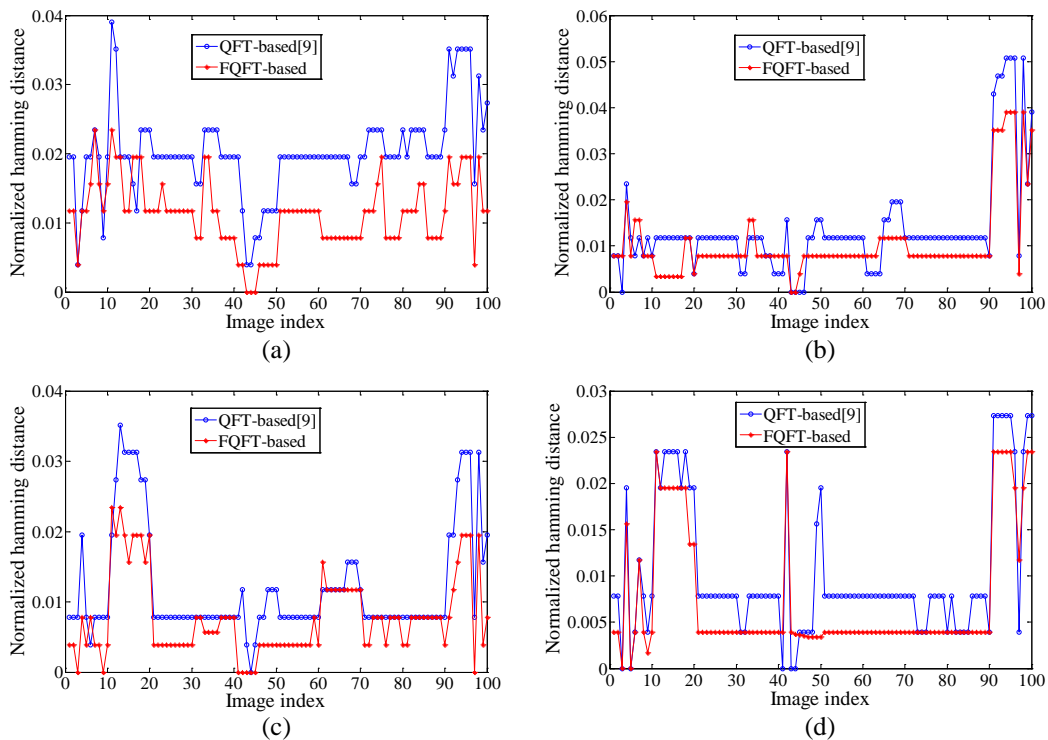 0.04
0.03
0.02
0.01
0
Normalized hamming distance
QFT-based[9]
FQFT-based
0 10 20 30 40 50 60 70 80 90 100
Image index
(a)
0.06
0.05
0.04
0.03
0.02
0.01
0
Normalized hamming distance
QFT-based[9]
FQFT-based
0 10 20 30 40 50 60 70 80 90 100
Image index
(b)
0.04
0.03
0.02
0.01
0
Normalized hamming distance
QFT-based[9]
FQFT-based
0 10 20 30 40 50 60 70 80 90 100
Image index
(c)
0.03
0.025
0.02
0.015
0.01
0.005
0
Normalized hamming distance
QFT-based[9]
FQFT-based
0 10 20 30 40 50 60 70 80 90 100
Image index
(d)